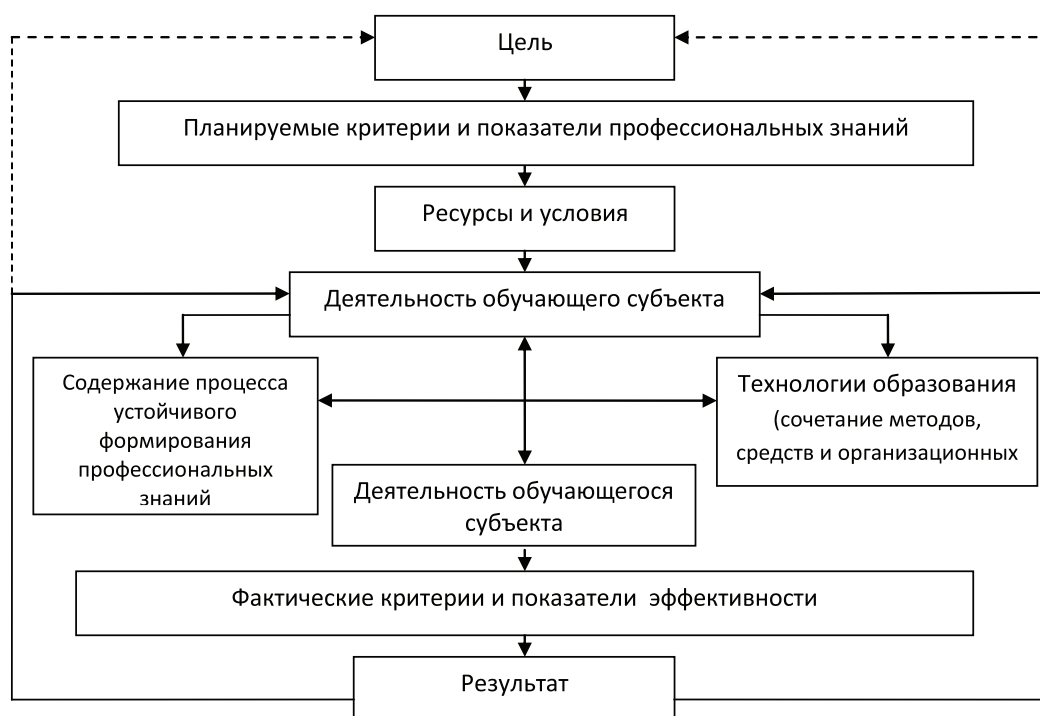 Цель
Планируемые критерии и показатели профессиональных знаний
Ресурсы и условия
Деятельность обучающего субъекта
Содержание процесса
устойчивого
формирования
профессиональных
знаний
Технологии образования
(сочетание методов,
средств и организационных
Деятельность обучающегося
субъекта
Фактические критерии и показатели эффективности
Результат